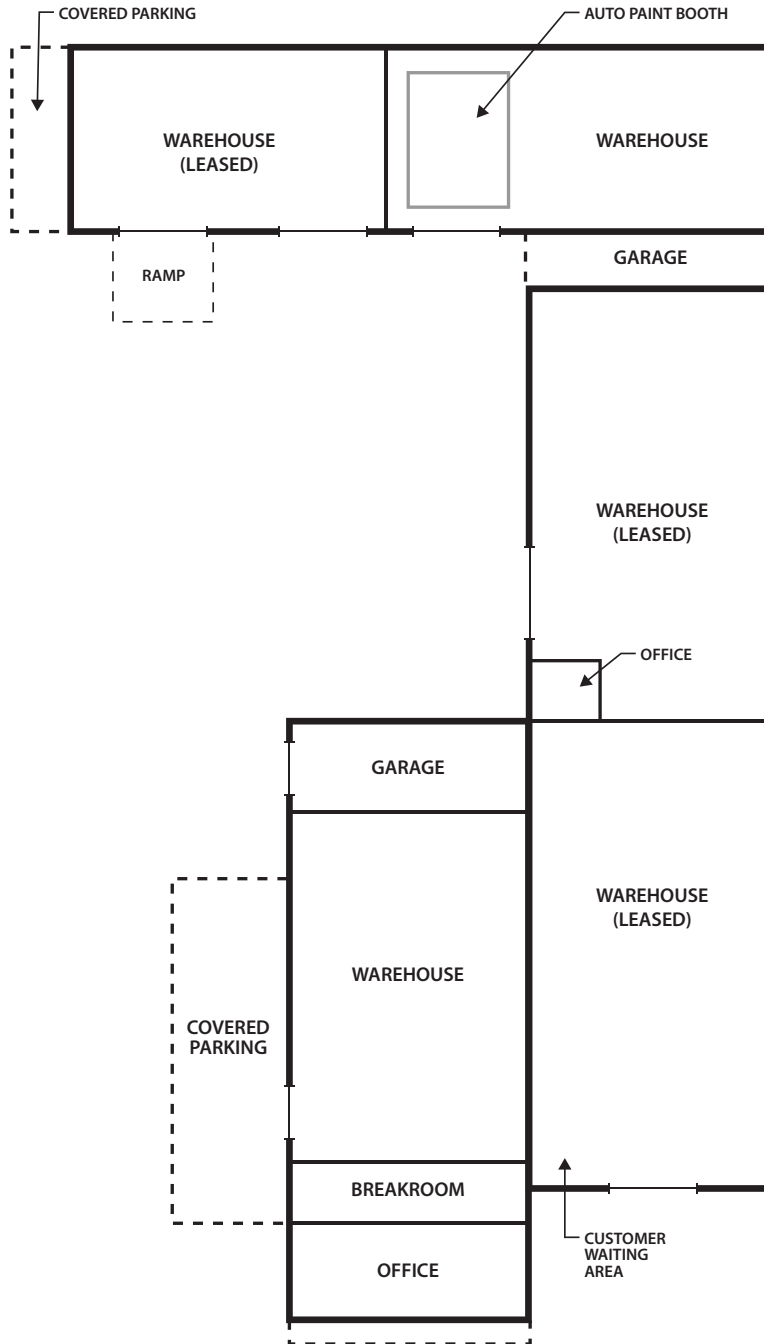 COVERED PARKING
AUTO PAINT BOOTH
WAREHOUSE
(LEASED)
WAREHOUSE
GARAGE
RAMP
WAREHOUSE
(LEASED)
OFFICE
GARAGE
WAREHOUSE
(LEASED)
WAREHOUSE
COVERED
PARKING
BREAKROOM
CUSTOMER
WAITING
AREA
OFFICE